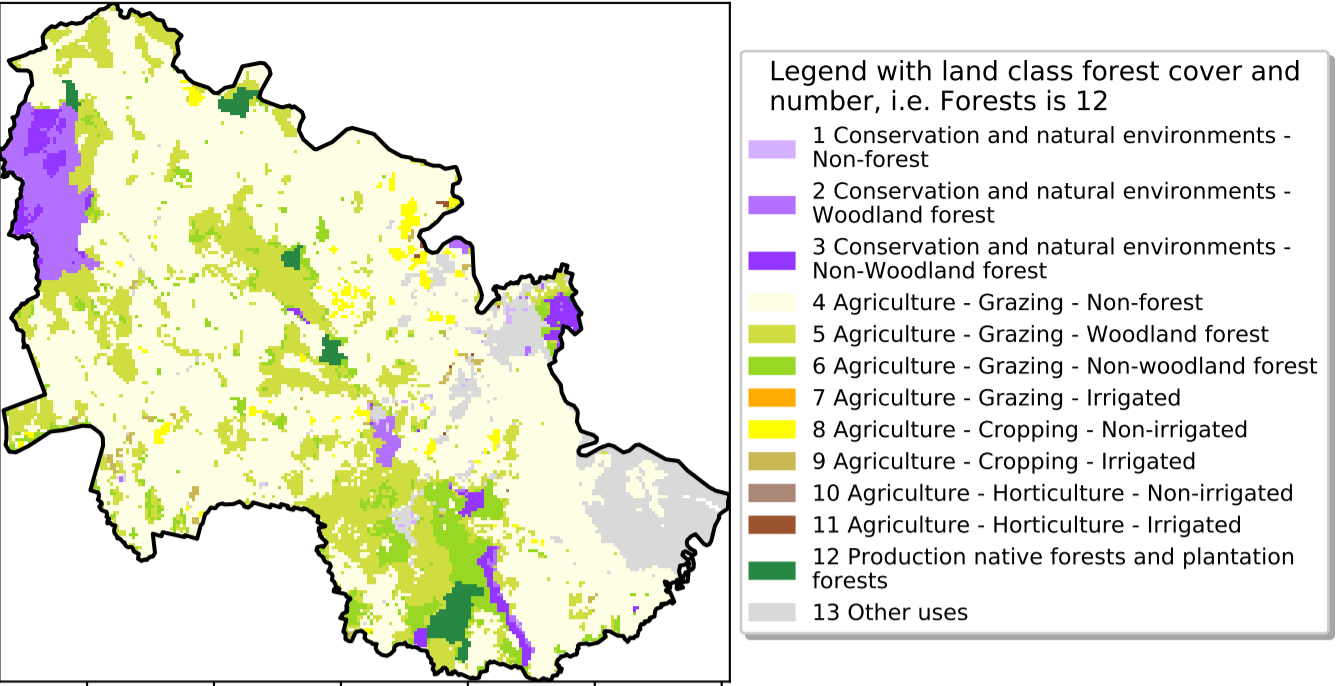 Legend with land class forest cover and
number, i.e. Forests is 12
1 Conservation and natural environments -
Non-forest
2 Conservation and natural environments -
Woodland forest
3 Conservation and natural environments -
Non-Woodland forest
4 Agriculture - Grazing - Non-forest
5 Agriculture - Grazing - Woodland forest
6 Agriculture - Grazing - Non-woodland forest
7 Agriculture - Grazing - Irrigated
8 Agriculture - Cropping - Non-irrigated
9 Agriculture - Cropping - Irrigated
10 Agriculture - Horticulture - Non-irrigated
11 Agriculture - Horticulture - Irrigated
12 Production native forests and plantation
forests
13 Other uses